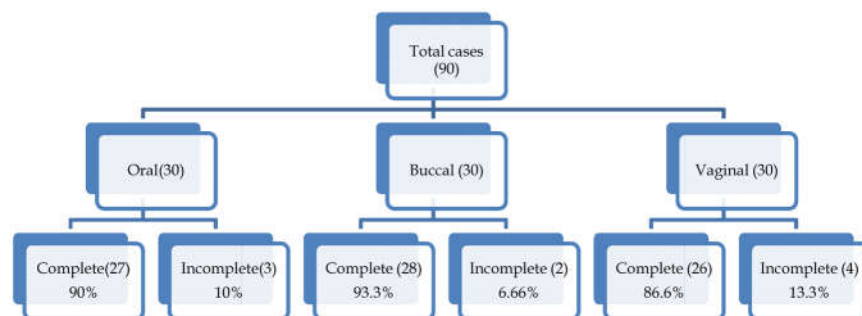 Total cases
(90)
Oral(30)
Buccal (30)
Vaginal (30)
Complete(27)
90%
Incomplete(3)
10%
Complete (28)
93.3%
Incomplete (2)
6.66%
Complete (26)
86.6%
Incomplete (4)
13.3%